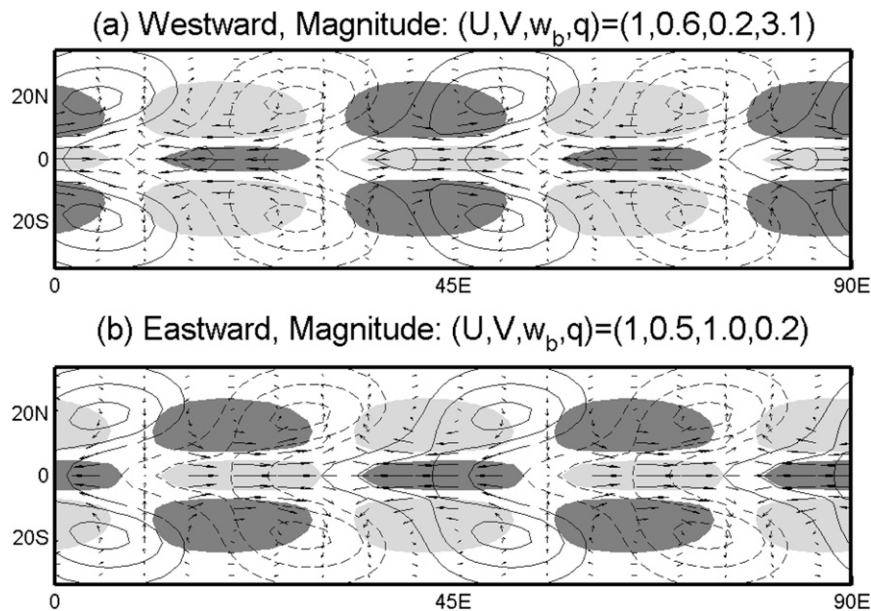 (a) Westward, Magnitude: (U,V,w_b,q)=(1,0.6,0.2,3.1)
20N
0
20S
0 45E 90E
(b) Eastward, Magnitude: (U,V,w_b,q)=(1,0.5,1.0,0.2)
20N
0
20S
0 45E 90E